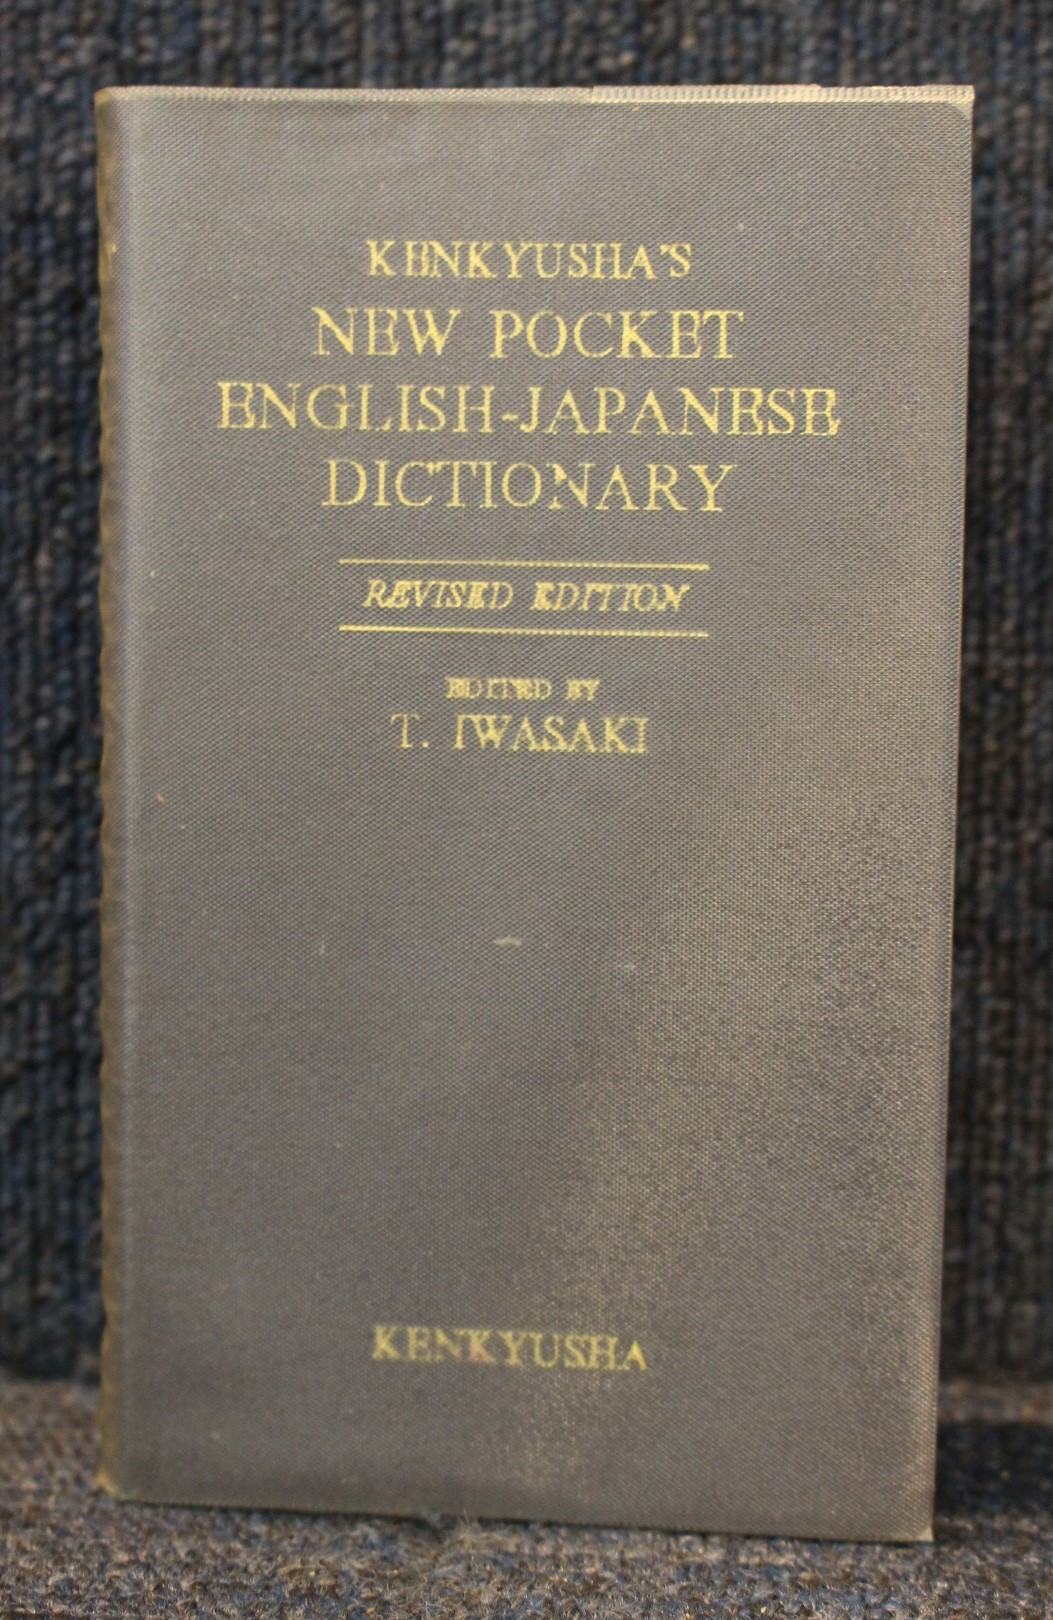 KENKYUSHA'S
NEW POCKET
ENGLISH-JAPANESE
DICTIONARY
REVISED EDITION
EDITED BY
T. IWASAKI
KENKYUSHA